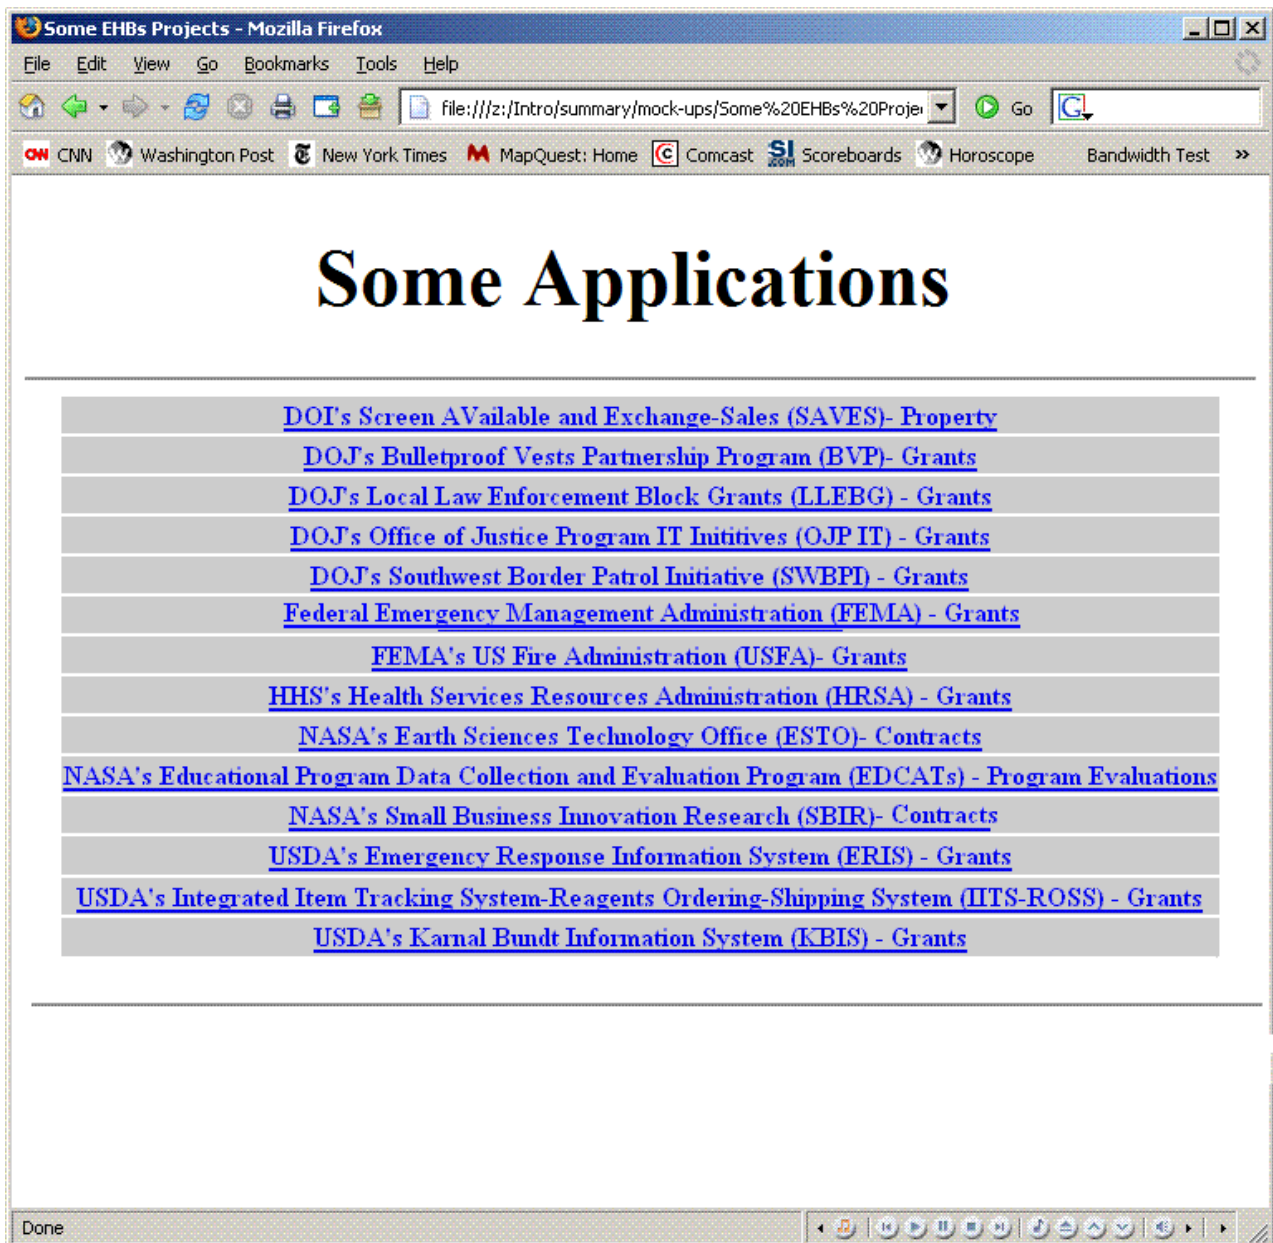 Some EHBs Projects - Mozilla Firefox
File Edit View Go Bookmarks Tools Help
file:///z:/Intro/summary/mock-ups/Some%20EHBs%20Proje Go G
CNN CNN Washington Post New York Times MapQuest: Home Comcast SI.COM Scoreboards Horoscope Bandwidth Test »
Some Applications
DOI's Screen AVailable and Exchange-Sales (SAVES)- Property
DOJ's Bulletproof Vests Partnership Program (BVP)- Grants
DOJ's Local Law Enforcement Block Grants (LLEBG) - Grants
DOJ's Office of Justice Program IT Inititives (OJP IT) - Grants
DOJ's Southwest Border Patrol Initiative (SWBPI) - Grants
Federal Emergency Management Administration (FEMA) - Grants
FEMA's US Fire Administration (USFA)- Grants
HHS's Health Services Resources Administration (HRSA) - Grants
NASA's Earth Sciences Technology Office (ESTO)- Contracts
NASA's Educational Program Data Collection and Evaluation Program (EDCATs) - Program Evaluations
NASA's Small Business Innovation Research (SBIR)- Contracts
USDA's Emergency Response Information System (ERIS) - Grants
USDA's Integrated Item Tracking System-Reagents Ordering-Shipping System (IITS-ROSS) - Grants
USDA's Karnal Bundt Information System (KBIS) - Grants
Done